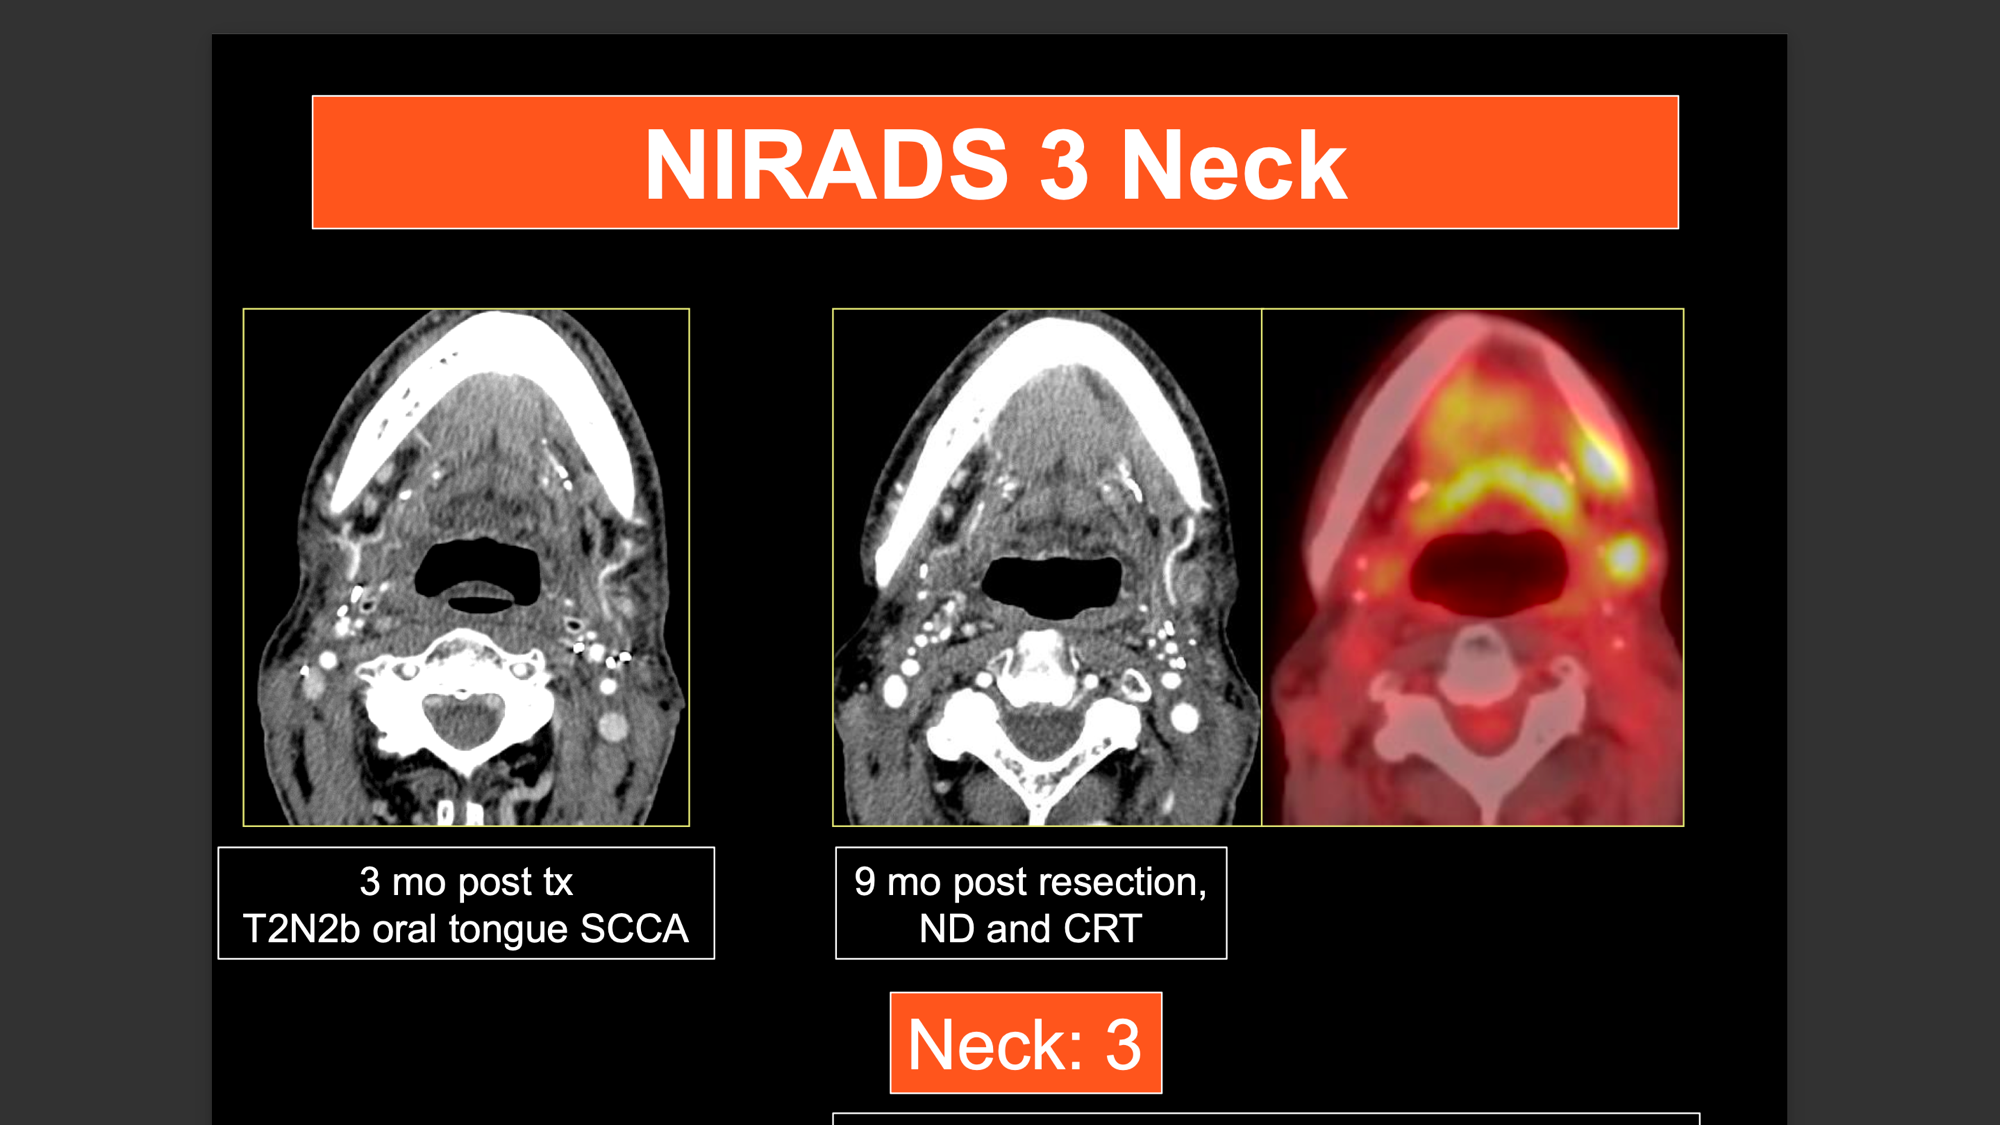 NIRADS 3 Neck
3 mo post tx
T2N2b oral tongue SCCA
9 mo post resection,
ND and CRT
Neck: 3